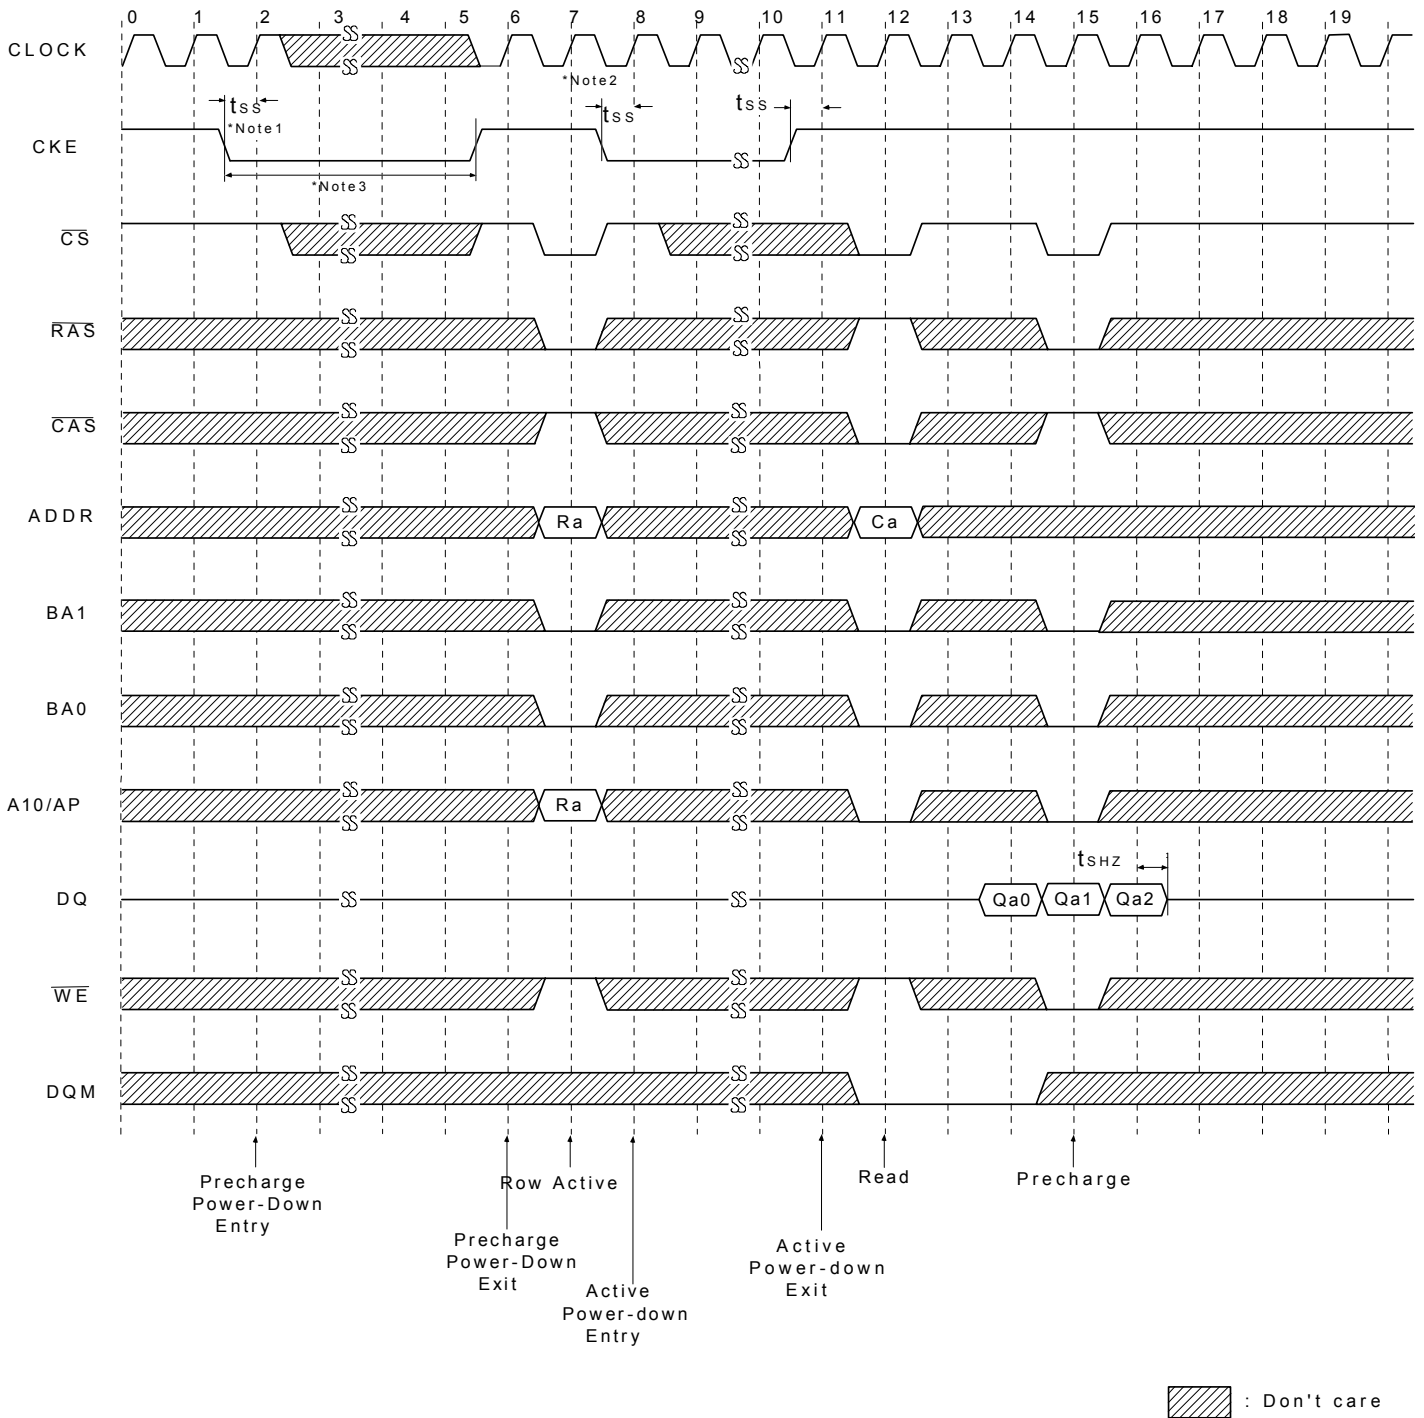 0 1 2 3 4 5 6 7 8 9 10 11 12 13 14 15 16 17 18 19
CLOCK
*Note2
tSS
tSS
tSS
*Note1
CKE
*Note3
CS
RAS
CAS
ADDR
Ra
Ca
BA1
BA0
A10/AP
Ra
tSHZ
DQ
Qa0 Qa1 Qa2
WE
DQM
Precharge
Power-Down
Entry
Row Active
Read
Precharge
Precharge
Power-Down
Exit
Active
Power-down
Exit
Active
Power-down
Entry
: Don't care